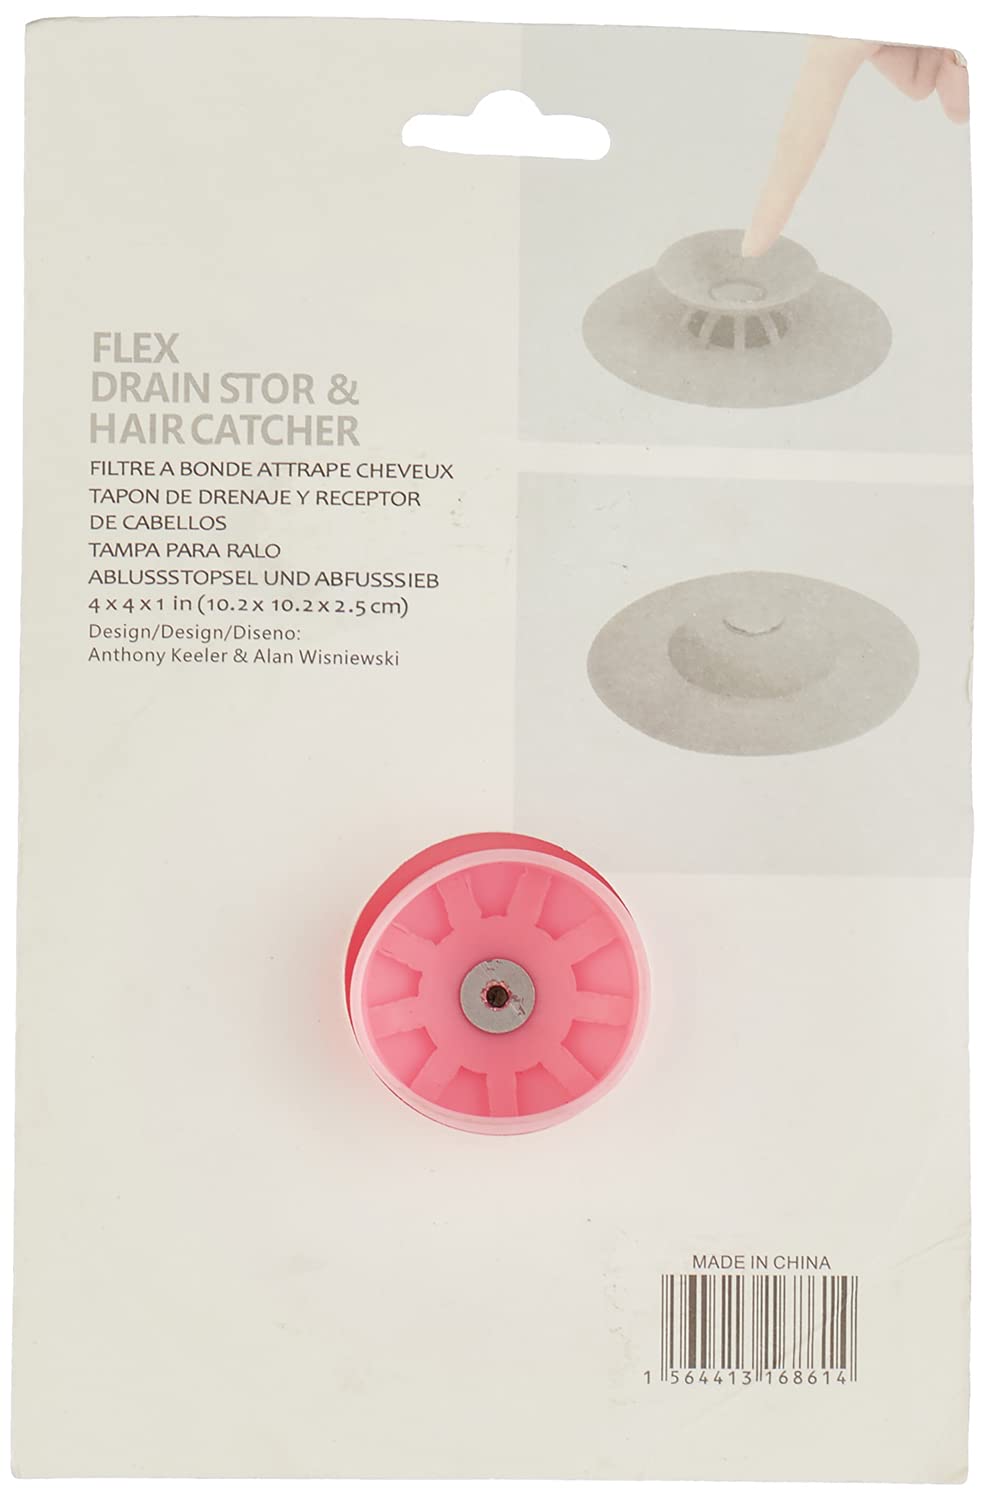 FLEX
DRAIN STOR &
HAIR CATCHER
FILTRE A BONDE ATTRAPE CHEVEUX
TAPON DE DRENAJE Y RECEPTOR
DE CABELLOS
TAMPA PARA RALO
ABLUSSSTOPSEL UND ABFUSSSIEB
4 x 4 x 1 in (10.2 x 10.2 x 2.5 cm)
Design/Design/Diseno:
Anthony Keeler & Alan Wisniewski
MADE IN CHINA
1 564413 168614